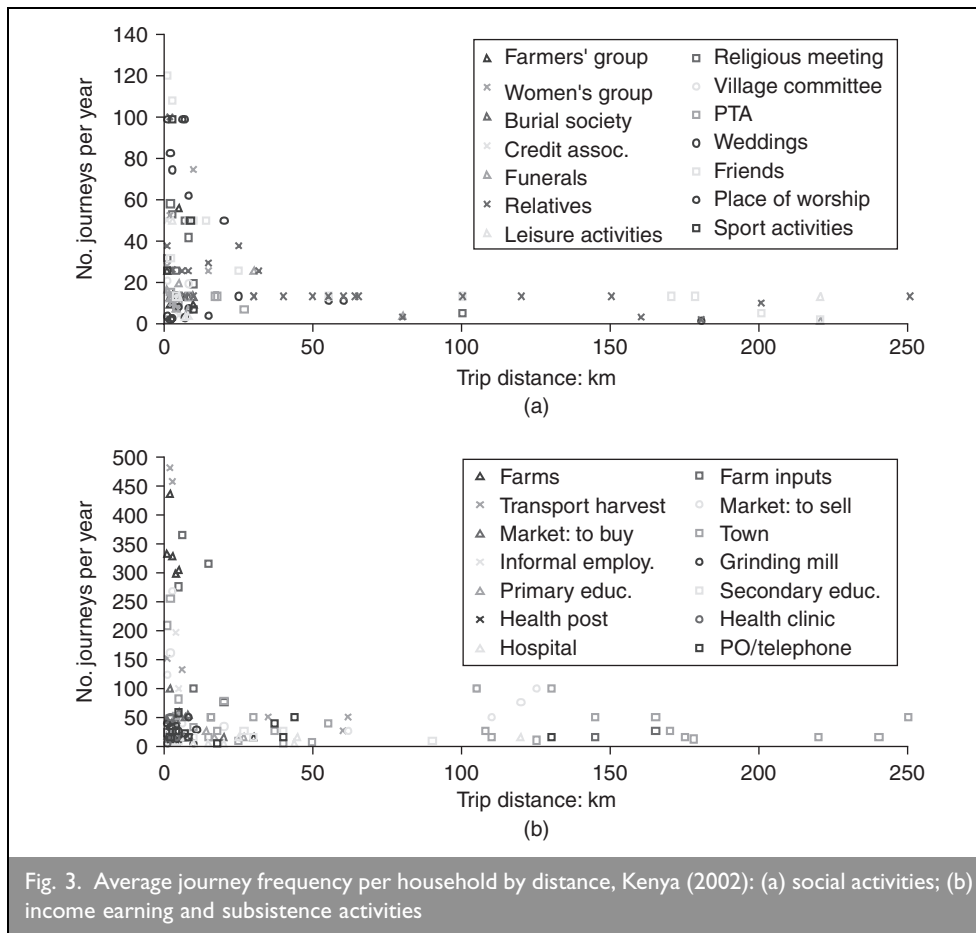 140
120
100
80
60
40
20
0
No. journeys per year
Farmers' group
Women's group
Burial society
Credit assoc.
Funerals
Relatives
Leisure activities
Religious meeting
Village committee
PTA
Weddings
Friends
Place of worship
Sport activities
0 50 100 150 200 250
Trip distance: km
(a)
500
450
400
350
300
250
200
150
100
50
0
No. journeys per year
Farms
Transport harvest
Market: to buy
Informal employ.
Primary educ.
Health post
Hospital
Farm inputs
Market: to sell
Town
Grinding mill
Secondary educ.
Health clinic
PO/telephone
0 50 100 150 200 250
Trip distance: km
(b)
Fig. 3. Average journey frequency per household by distance, Kenya (2002): (a) social activities; (b)
income earning and subsistence activities